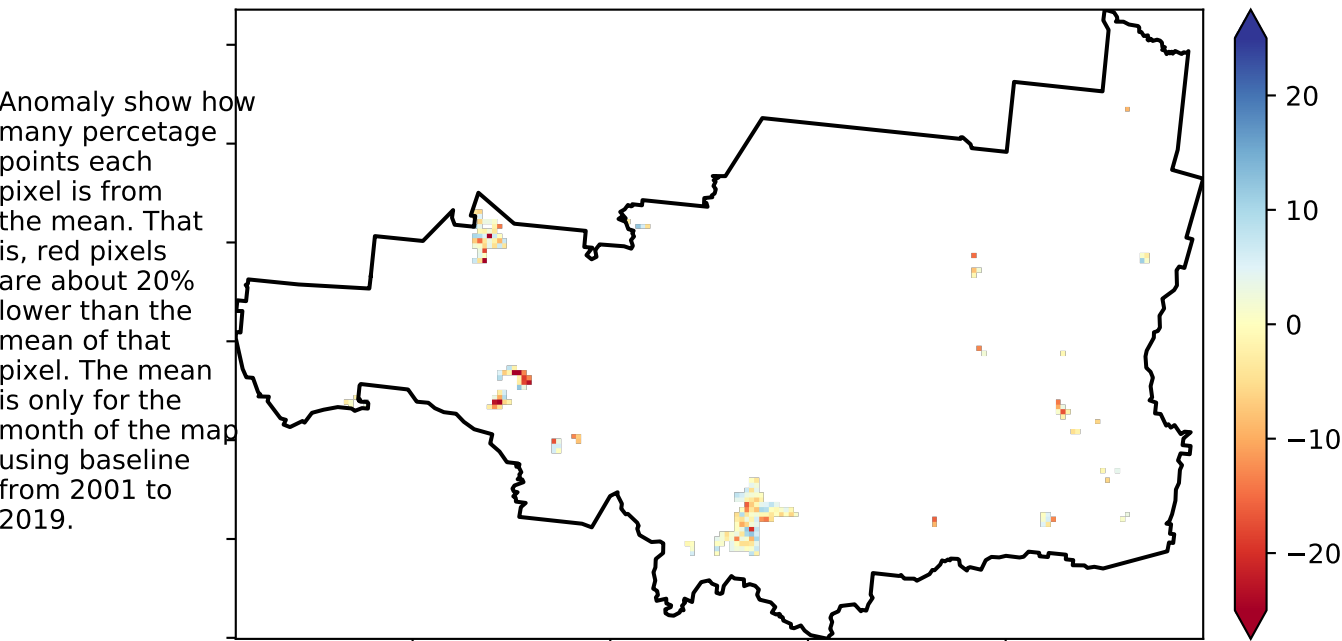 Anomaly show how
many percetage
points each
pixel is from
the mean. That
is, red pixels
are about 20%
lower than the
mean of that
pixel. The mean
is only for the
month of the map
using baseline
from 2001 to
2019.
20
10
0
−10
−20